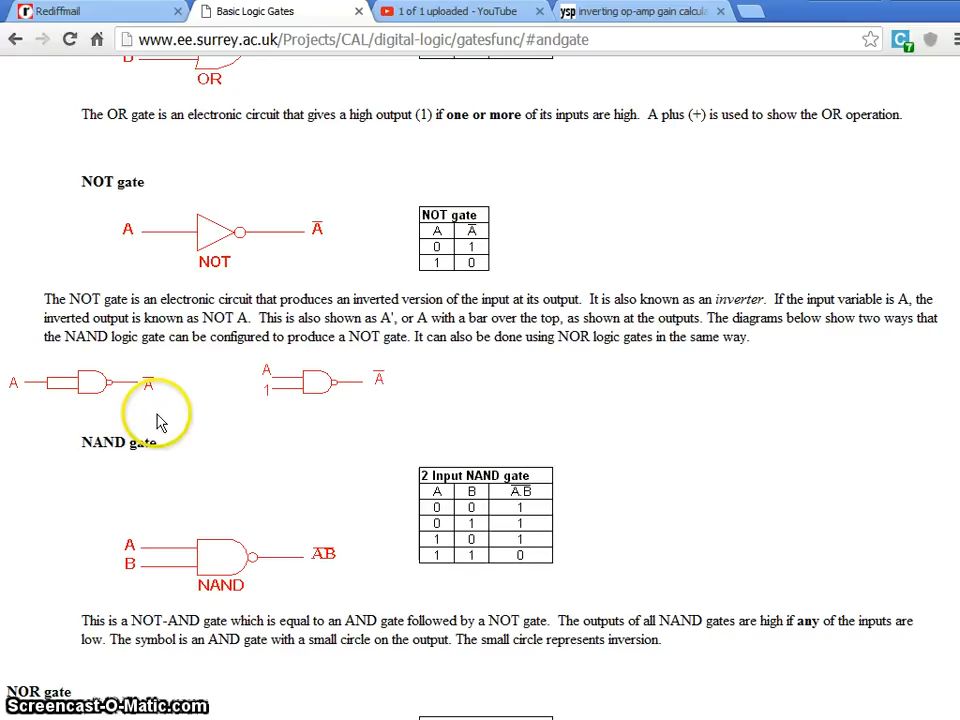 Rediffmail
Basic Logic Gates
1 of 1 uploaded - YouTube
ysp inverting op-amp gain calcula
www.ee.surrey.ac.uk/Projects/CAL/digital-logic/gatesfunc/#andgate
7
B
OR
The OR gate is an electronic circuit that gives a high output (1) if one or more of its inputs are high. A plus (+) is used to show the OR operation.
NOT gate
A
A̅
NOT
NOT gate
A A̅
0 1
1 0
The NOT gate is an electronic circuit that produces an inverted version of the input at its output. It is also known as an inverter. If the input variable is A, the
inverted output is known as NOT A. This is also shown as A', or A with a bar over the top, as shown at the outputs. The diagrams below show two ways that
the NAND logic gate can be configured to produce a NOT gate. It can also be done using NOR logic gates in the same way.
A
A̅
A
1
A̅
NAND gate
2 Input NAND gate
A B A̅.̅B̅
0 0 1
0 1 1
1 0 1
1 1 0
A
B
A̅B̅
NAND
This is a NOT-AND gate which is equal to an AND gate followed by a NOT gate. The outputs of all NAND gates are high if any of the inputs are
low. The symbol is an AND gate with a small circle on the output. The small circle represents inversion.
NOR gate
Screencast-O-Matic.com